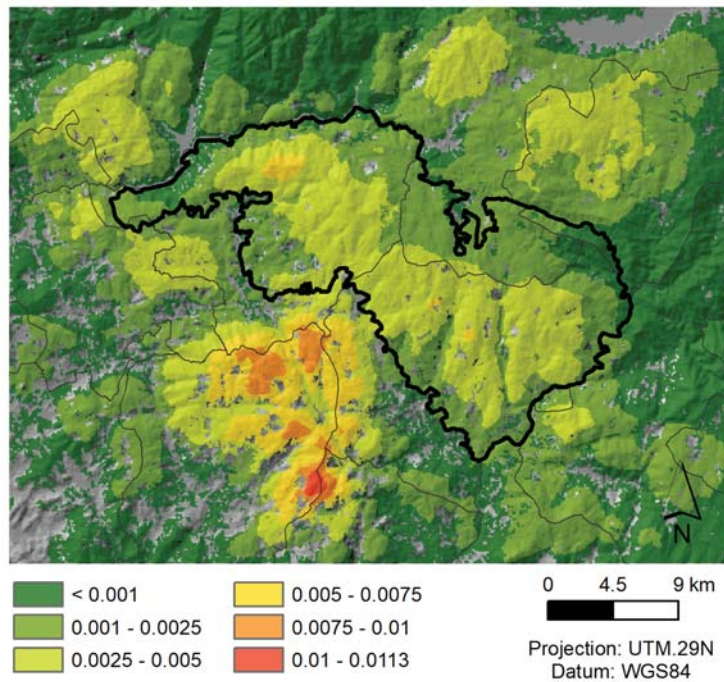 N
< 0.001
0.001 - 0.0025
0.0025 - 0.005
0.005 - 0.0075
0.0075 - 0.01
0.01 - 0.0113
0 4.5 9 km
Projection: UTM.29N
Datum: WGS84